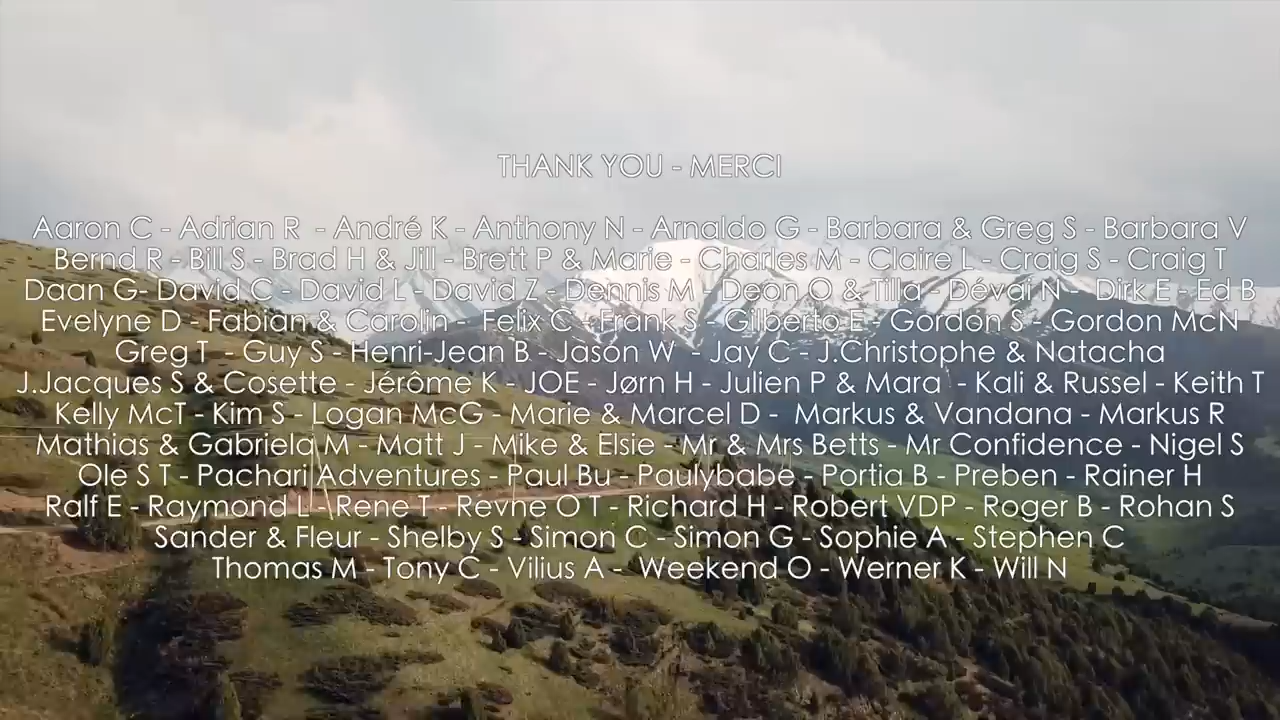 THANK YOU - MERCI
Aaron C - Adrian R - André K - Anthony N - Arnaldo G - Barbara & Greg S - Barbara V
Bernd R - Bill S - Brad H & Jill - Brett P & Marie - Charles M - Claire L - Craig S - Craig T
Daan G- David C - David L - David Z - Dennis M - Deon O & Tilla - Dévai N - Dirk E - Ed B
Evelyne D - Fabian & Carolin - Felix C - Frank S - Gilberto E - Gordon S - Gordon McN
Greg T - Guy S - Henri-Jean B - Jason W - Jay C - J.Christophe & Natacha
J.Jacques S & Cosette - Jérôme K - JOE - Jørn H - Julien P & Mara - Kali & Russel - Keith T
Kelly McT - Kim S - Logan McG - Marie & Marcel D - Markus & Vandana - Markus R
Mathias & Gabriela M - Matt J - Mike & Elsie - Mr & Mrs Betts - Mr Confidence - Nigel S
Ole S T - Pachari Adventures - Paul Bu - Paulybabe - Portia B - Preben - Rainer H
Ralf E - Raymond L - Rene T - Revhe O T - Richard H - Robert VDP - Roger B - Rohan S
Sander & Fleur - Shelby S - Simon C - Simon G - Sophie A - Stephen C
Thomas M - Tony C - Vilius A - Weekend O - Werner K - Will N